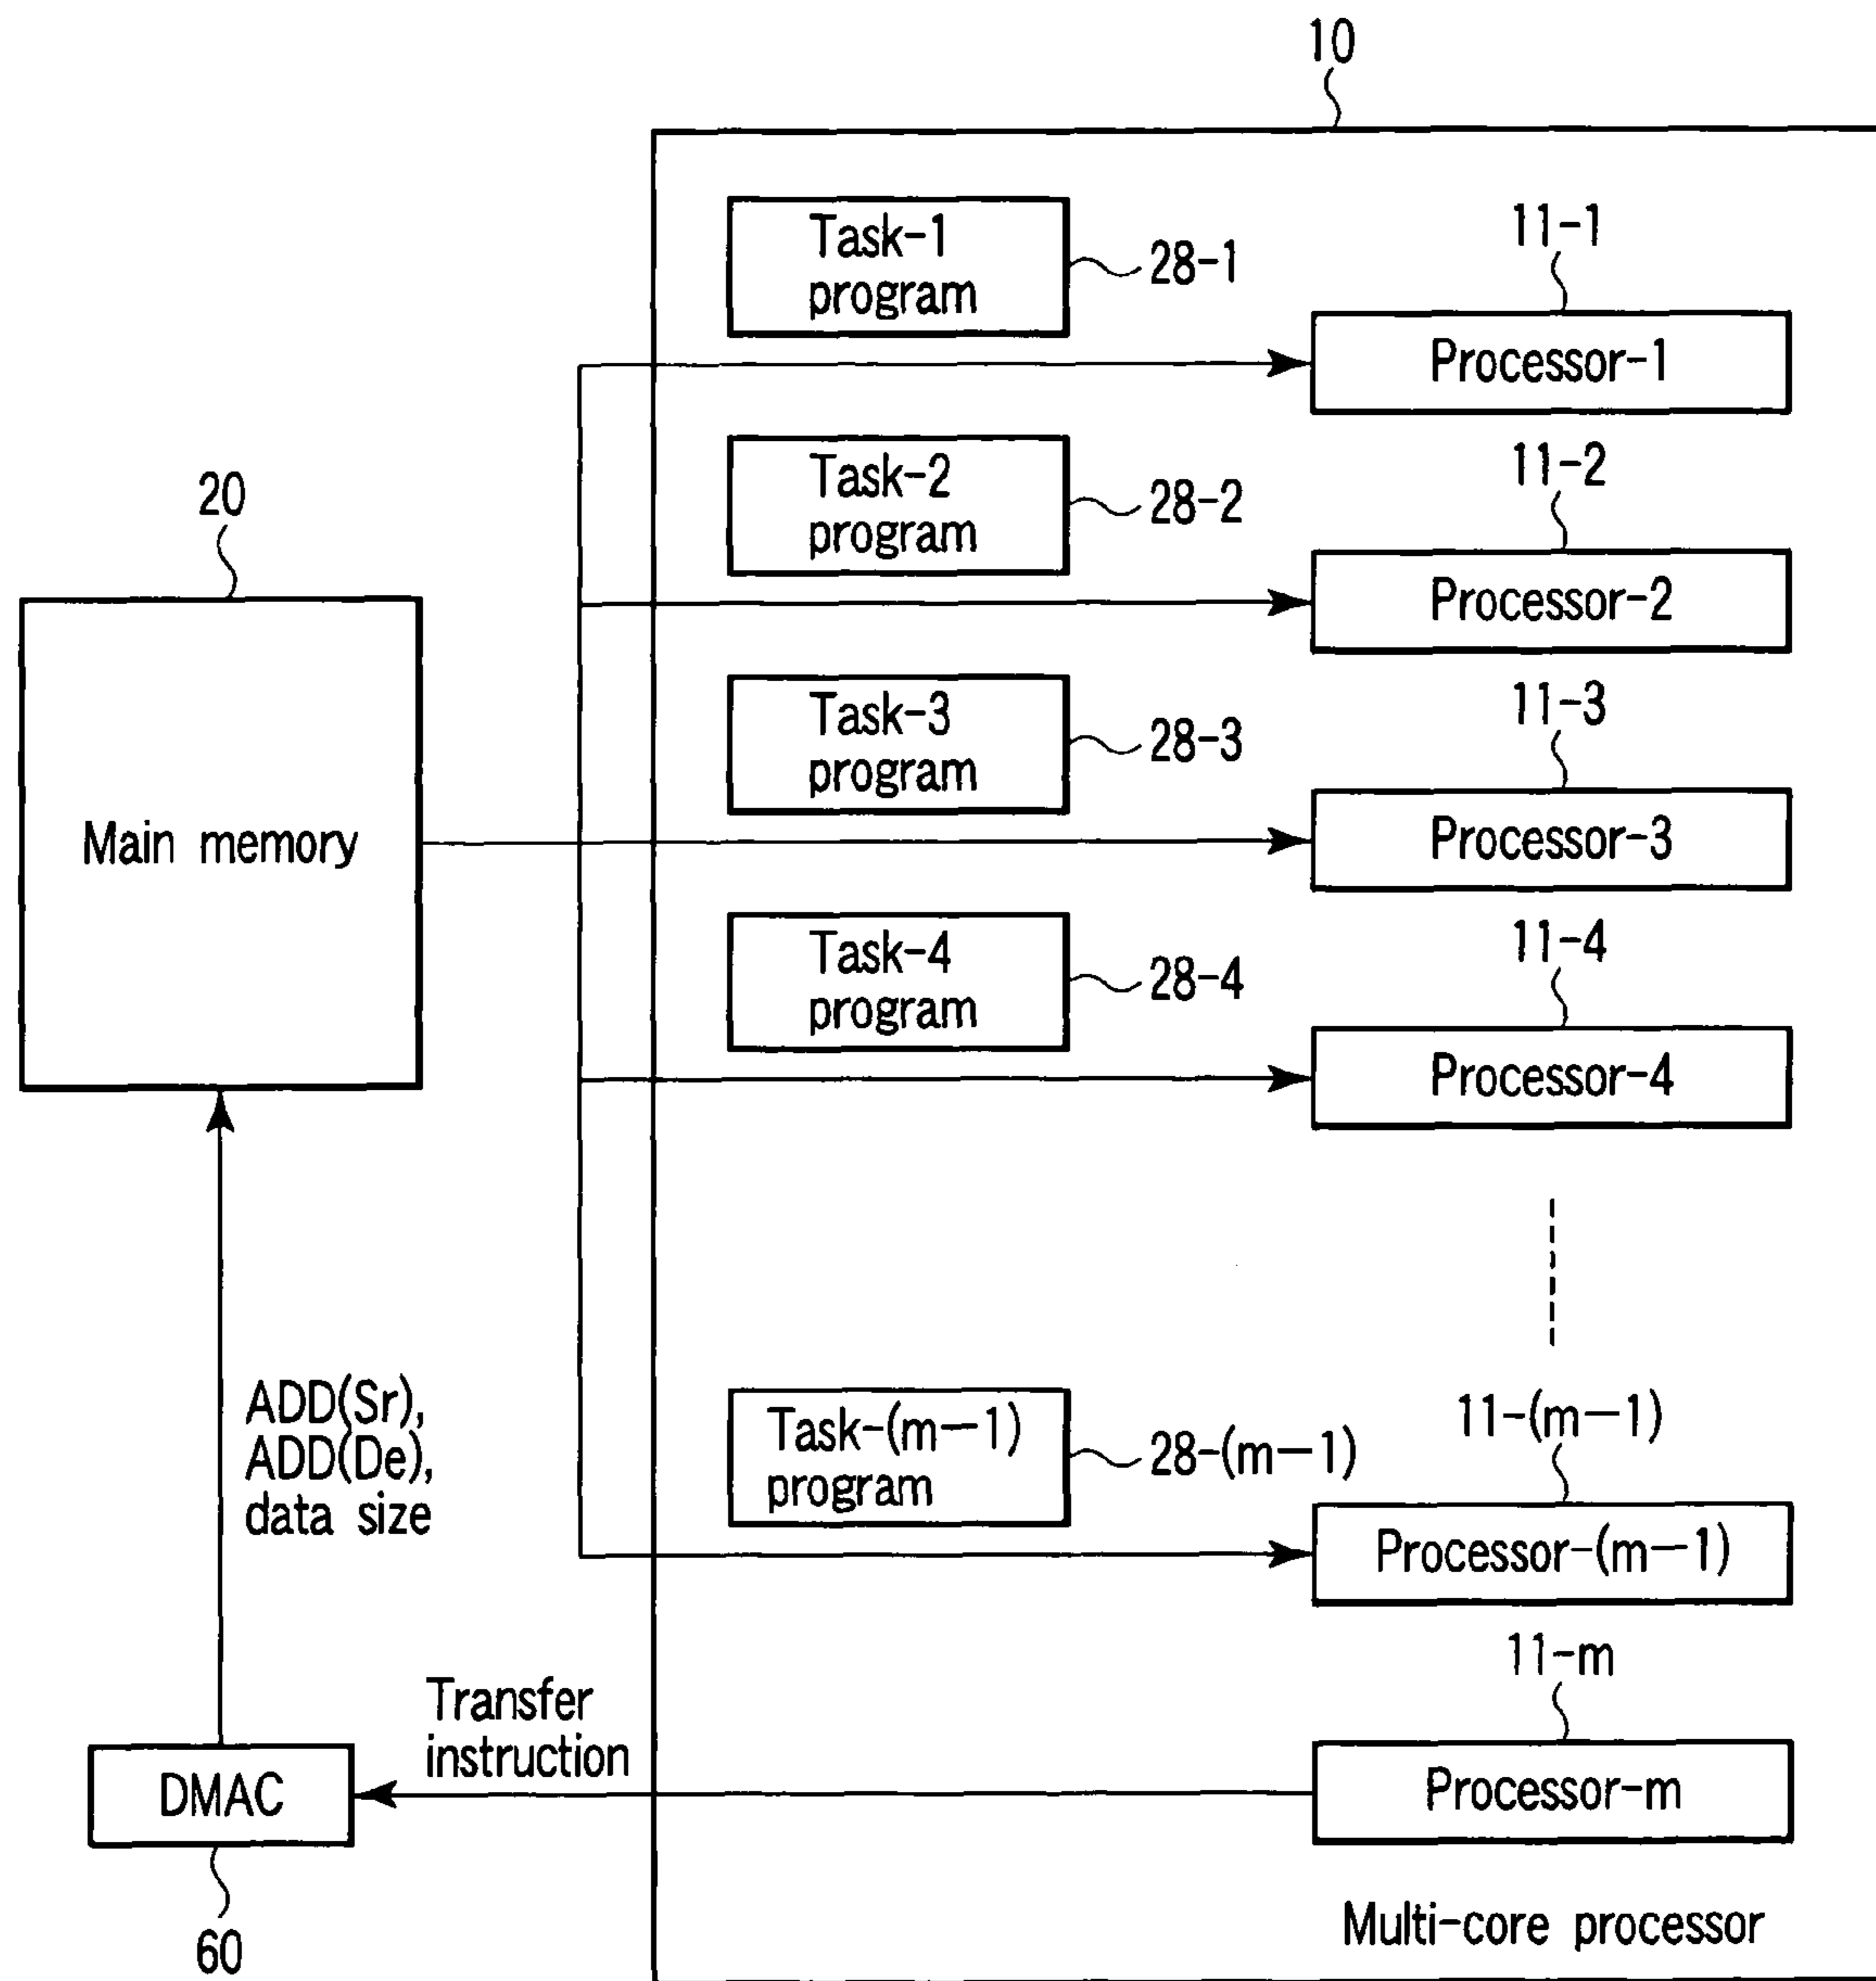 10
Task-1
program
28-1
11-1
Processor-1
Task-2
program
28-2
11-2
Processor-2
20
Main memory
Task-3
program
28-3
11-3
Processor-3
Task-4
program
28-4
11-4
Processor-4
ADD(Sr),
ADD(De),
data size
Task-(m—1)
program
28-(m—1)
11-(m—1)
Processor-(m—1)
11-m
Processor-m
Transfer
instruction
DMAC
60
Multi-core processor